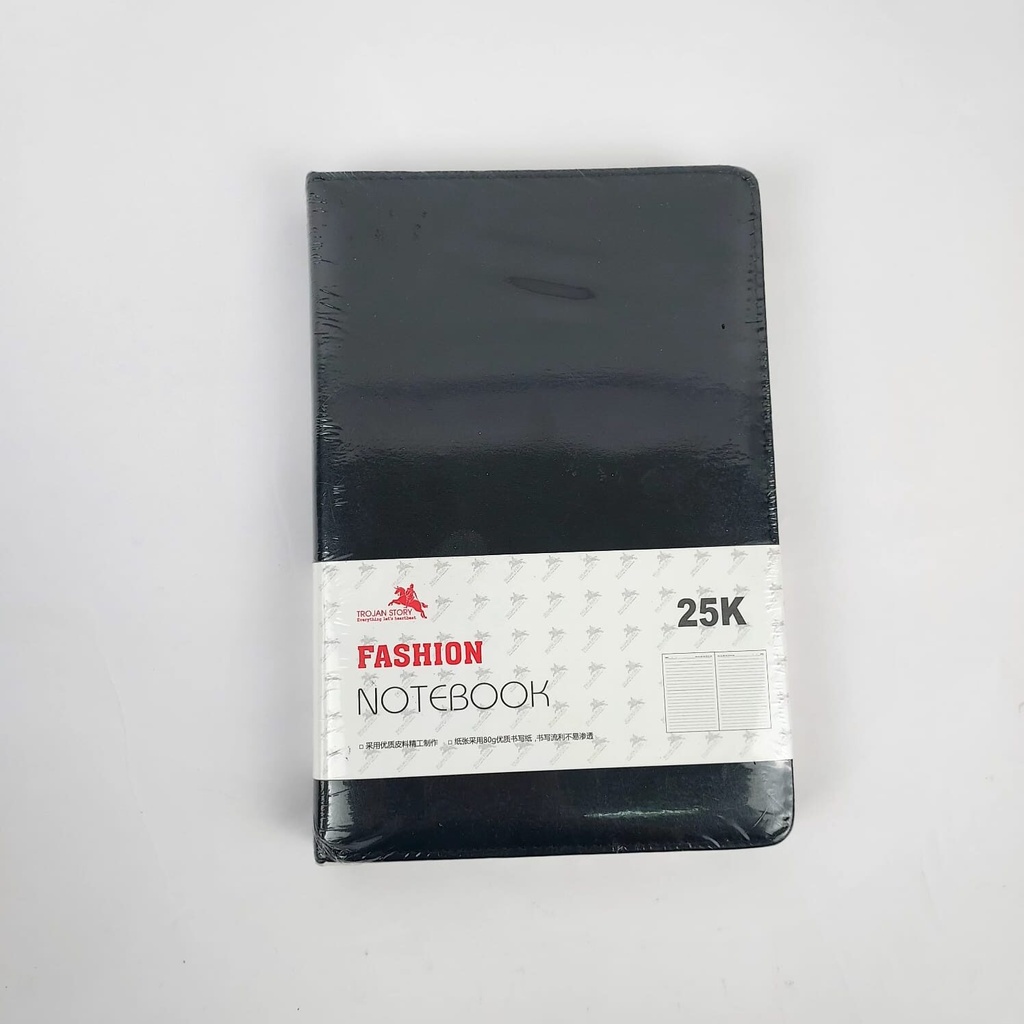 TROJAN STORY
Everything let's heartbeat
25K
FASHION
NOTEBOOK
□ 采用优质皮料精工制作 □ 纸张采用80g优质书写纸,书写流利不易渗透